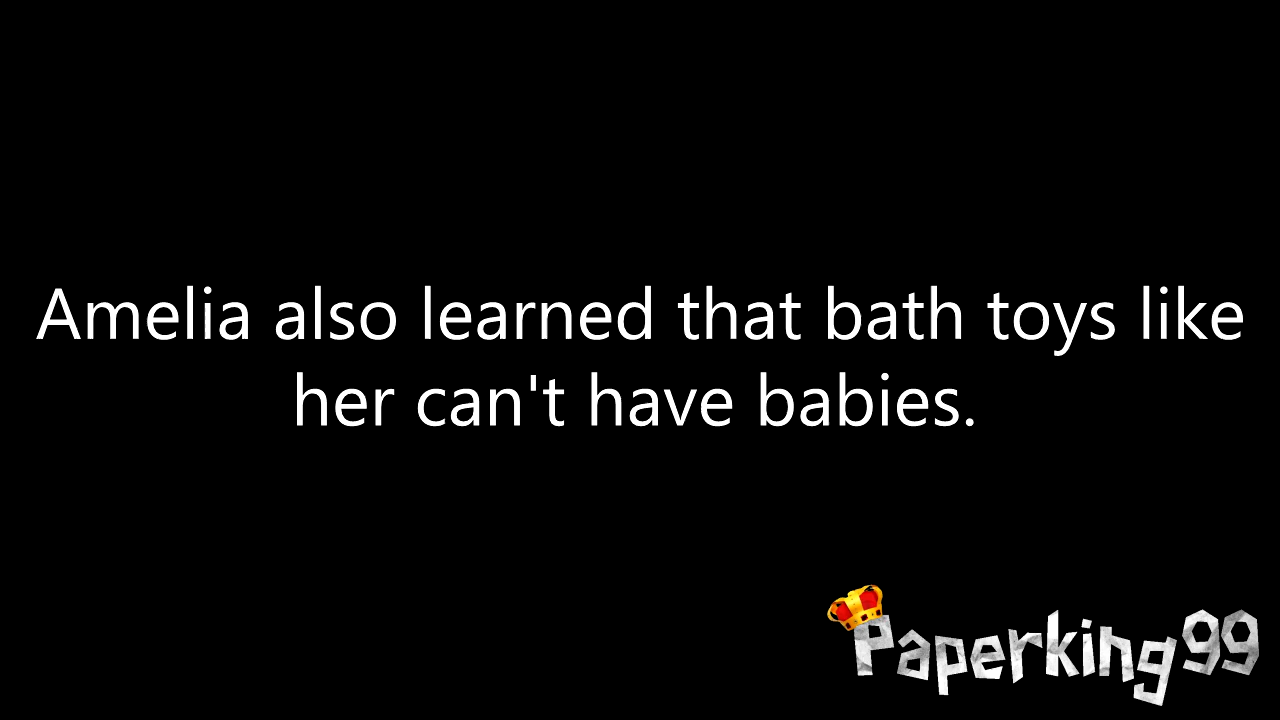 Amelia also learned that bath toys like
her can't have babies.
Paperking99